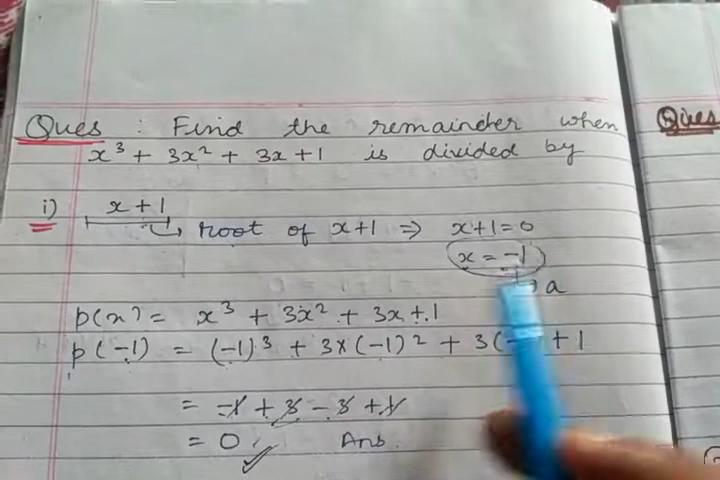 Ques : Find the remainder when
x³ + 3x² + 3x + 1 is divided by
i) x + 1
root of x+1 ⇒ x+1=0
x = -1
→ a
p(x) = x³ + 3x² + 3x + 1
p(-1) = (-1)³ + 3×(-1)² + 3( + 1
= -1 + 3 - 3 + 1
= 0 Ans.
Ques